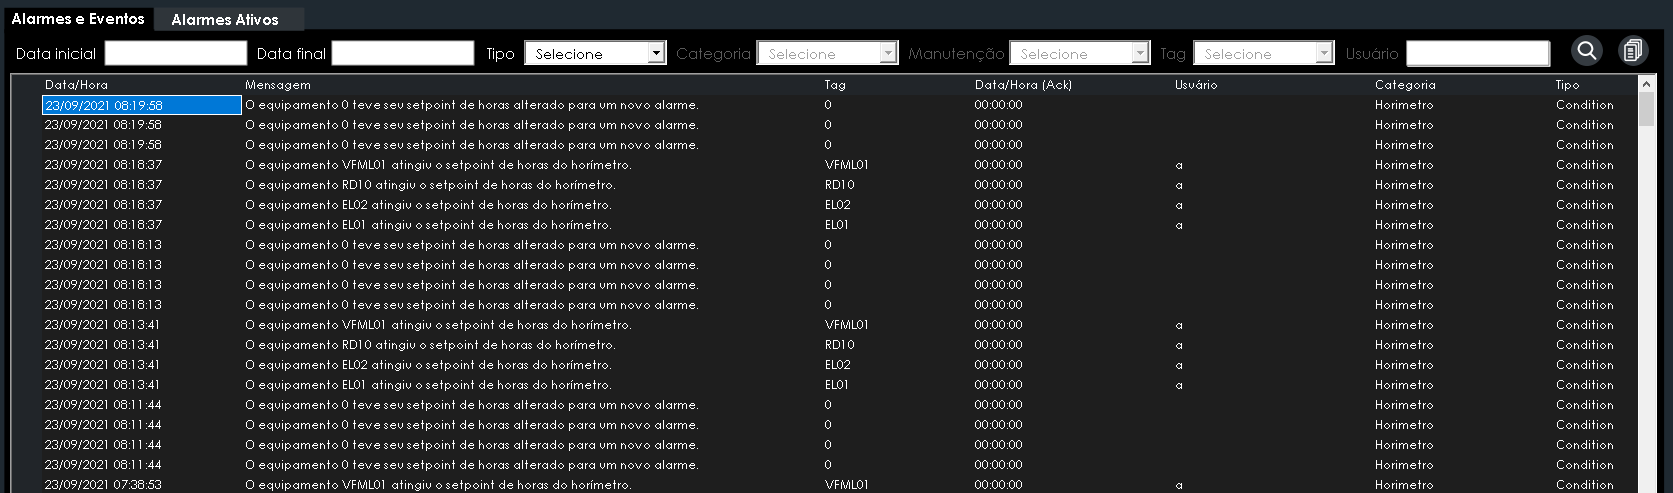 Alarmes e Eventos Alarmes Ativos
Data inicial Data final Tipo Selecione Categoria Selecione Manutenção Selecione Tag Selecione Usuário
Data/Hora Mensagem Tag Data/Hora (Ack) Usuário Categoria Tipo
23/09/2021 08:19:58 O equipamento 0 teve seu setpoint de horas alterado para um novo alarme. 0 00:00:00 Horimetro Condition
23/09/2021 08:19:58 O equipamento 0 teve seu setpoint de horas alterado para um novo alarme. 0 00:00:00 Horimetro Condition
23/09/2021 08:19:58 O equipamento 0 teve seu setpoint de horas alterado para um novo alarme. 0 00:00:00 Horimetro Condition
23/09/2021 08:18:37 O equipamento VFML01 atingiu o setpoint de horas do horímetro. VFML01 00:00:00 a Horimetro Condition
23/09/2021 08:18:37 O equipamento RD10 atingiu o setpoint de horas do horímetro. RD10 00:00:00 a Horimetro Condition
23/09/2021 08:18:37 O equipamento EL02 atingiu o setpoint de horas do horímetro. EL02 00:00:00 a Horimetro Condition
23/09/2021 08:18:37 O equipamento EL01 atingiu o setpoint de horas do horímetro. EL01 00:00:00 a Horimetro Condition
23/09/2021 08:18:13 O equipamento 0 teve seu setpoint de horas alterado para um novo alarme. 0 00:00:00 Horimetro Condition
23/09/2021 08:18:13 O equipamento 0 teve seu setpoint de horas alterado para um novo alarme. 0 00:00:00 Horimetro Condition
23/09/2021 08:18:13 O equipamento 0 teve seu setpoint de horas alterado para um novo alarme. 0 00:00:00 Horimetro Condition
23/09/2021 08:18:13 O equipamento 0 teve seu setpoint de horas alterado para um novo alarme. 0 00:00:00 Horimetro Condition
23/09/2021 08:13:41 O equipamento VFML01 atingiu o setpoint de horas do horímetro. VFML01 00:00:00 a Horimetro Condition
23/09/2021 08:13:41 O equipamento RD10 atingiu o setpoint de horas do horímetro. RD10 00:00:00 a Horimetro Condition
23/09/2021 08:13:41 O equipamento EL02 atingiu o setpoint de horas do horímetro. EL02 00:00:00 a Horimetro Condition
23/09/2021 08:13:41 O equipamento EL01 atingiu o setpoint de horas do horímetro. EL01 00:00:00 a Horimetro Condition
23/09/2021 08:11:44 O equipamento 0 teve seu setpoint de horas alterado para um novo alarme. 0 00:00:00 Horimetro Condition
23/09/2021 08:11:44 O equipamento 0 teve seu setpoint de horas alterado para um novo alarme. 0 00:00:00 Horimetro Condition
23/09/2021 08:11:44 O equipamento 0 teve seu setpoint de horas alterado para um novo alarme. 0 00:00:00 Horimetro Condition
23/09/2021 08:11:44 O equipamento 0 teve seu setpoint de horas alterado para um novo alarme. 0 00:00:00 Horimetro Condition
23/09/2021 07:38:53 O equipamento VFML01 atingiu o setpoint de horas do horímetro. VFML01 00:00:00 a Horimetro Condition